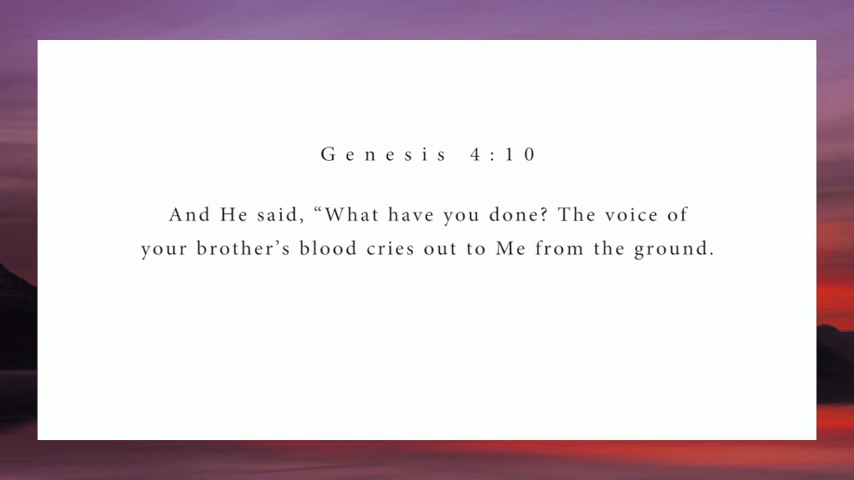 Genesis 4:10
And He said, “What have you done? The voice of
your brother’s blood cries out to Me from the ground.